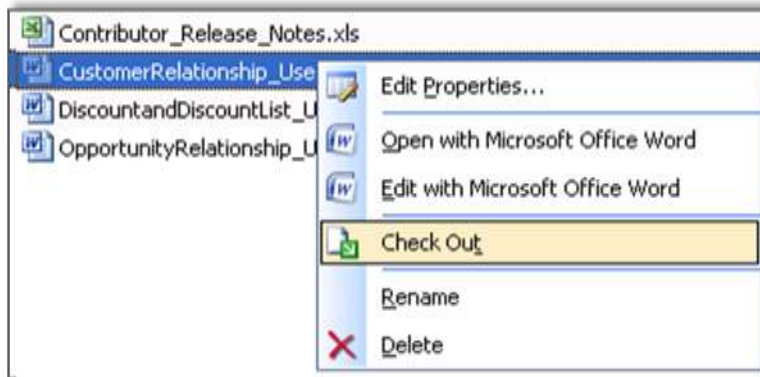 Contributor_Release_Notes.xls
CustomerRelationship_Use
DiscountandDiscountList_U
OpportunityRelationship_U
Edit Properties...
Open with Microsoft Office Word
Edit with Microsoft Office Word
Check Out
Rename
Delete